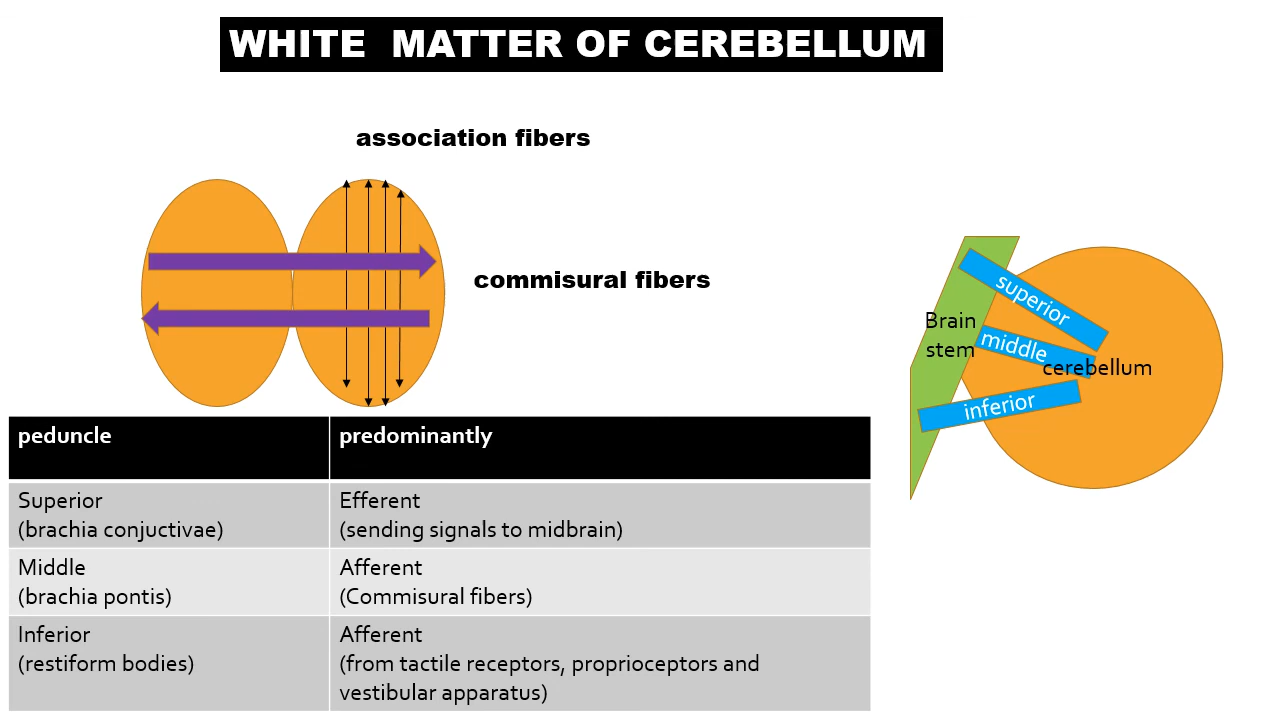 WHITE MATTER OF CEREBELLUM
association fibers
commisural fibers
superior
Brain
stem
middle
cerebellum
inferior
peduncle
predominantly
Superior
(brachia conjuctivae)
Efferent
(sending signals to midbrain)
Middle
(brachia pontis)
Afferent
(Commisural fibers)
Inferior
(restiform bodies)
Afferent
(from tactile receptors, proprioceptors and
vestibular apparatus)